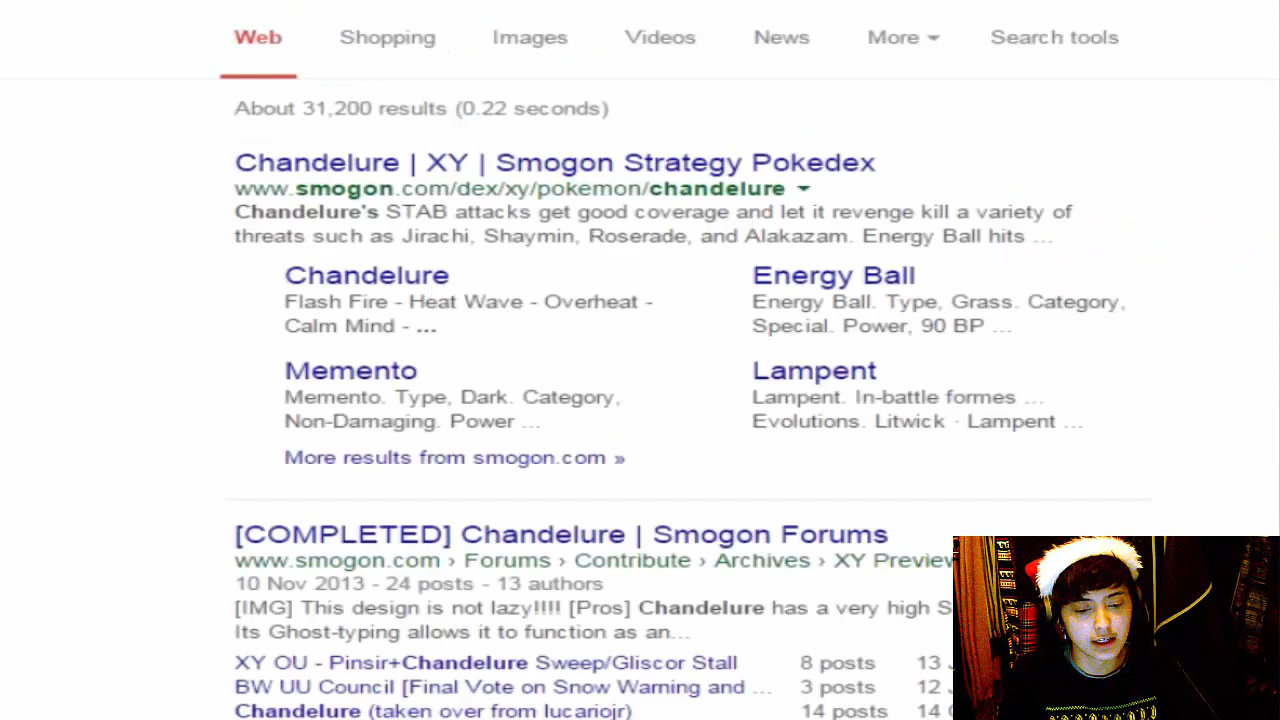 Web Shopping Images Videos News More Search tools
About 31,200 results (0.22 seconds)
Chandelure | XY | Smogon Strategy Pokedex
www.smogon.com/dex/xy/pokemon/chandelure
Chandelure's STAB attacks get good coverage and let it revenge kill a variety of
threats such as Jirachi, Shaymin, Roserade, and Alakazam. Energy Ball hits ...
Chandelure
Flash Fire - Heat Wave - Overheat -
Calm Mind - ...
Energy Ball
Energy Ball. Type, Grass. Category,
Special. Power, 90 BP ...
Memento
Memento. Type, Dark. Category,
Non-Damaging. Power ...
Lampent
Lampent. In-battle formes ...
Evolutions. Litwick · Lampent ...
More results from smogon.com »
[COMPLETED] Chandelure | Smogon Forums
www.smogon.com › Forums › Contribute › Archives › XY Preview
10 Nov 2013 - 24 posts - 13 authors
[IMG] This design is not lazy!!!! [Pros] Chandelure has a very high S
Its Ghost-typing allows it to function as an...
XY OU - Pinsir+Chandelure Sweep/Gliscor Stall 8 posts 13
BW UU Council [Final Vote on Snow Warning and ... 3 posts 12
Chandelure (taken over from lucariojr) 14 posts 14